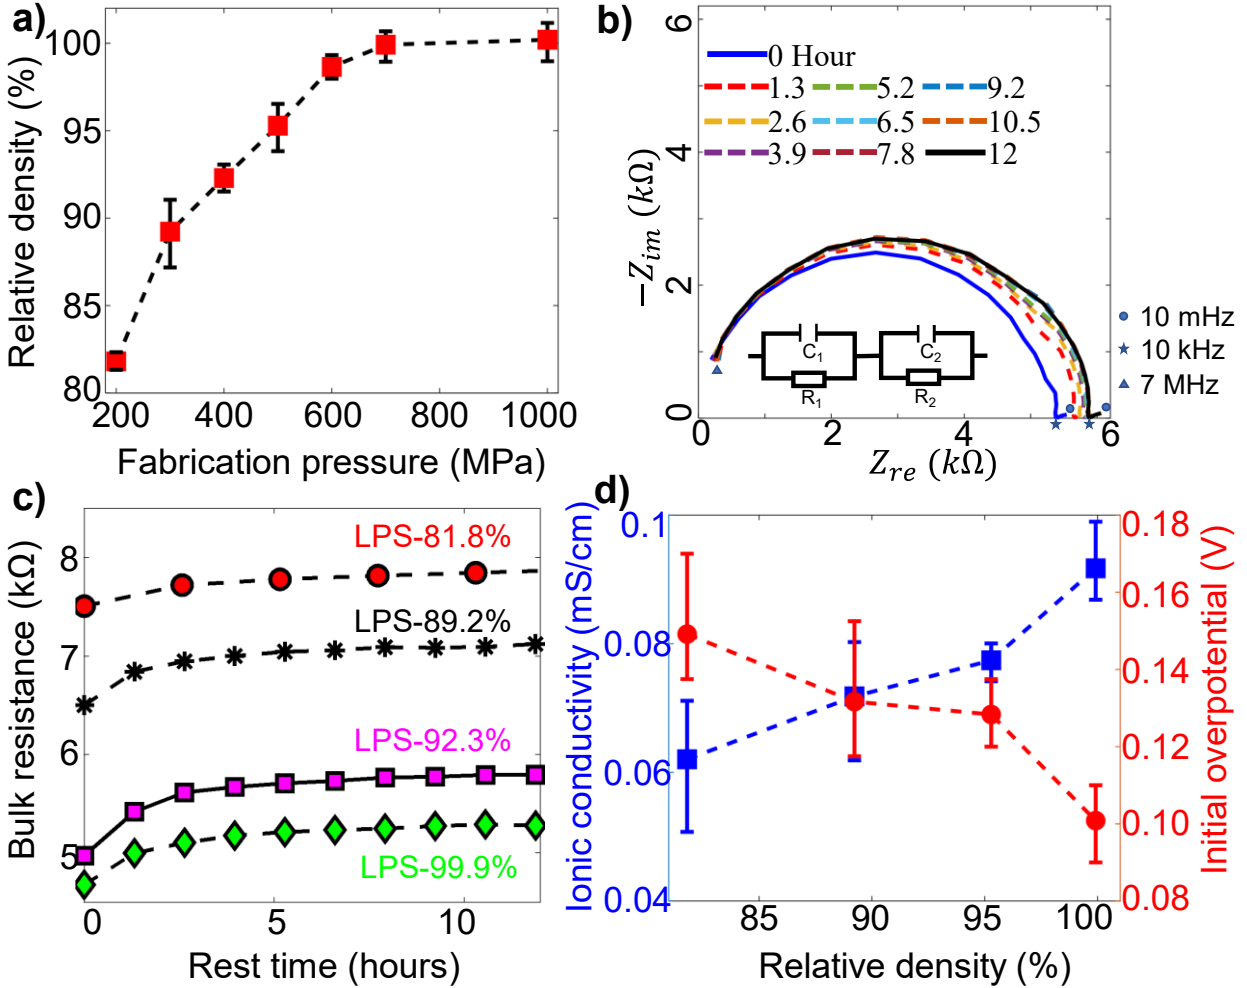 a)
Relative density (%)
100
95
90
85
80
200 400 600 800 1000
Fabrication pressure (MPa)
b)
−Z_im (kΩ)
6
4
2
0
0 Hour
1.3 5.2 9.2
2.6 6.5 10.5
3.9 7.8 12
C1 C2
R1 R2
10 mHz
10 kHz
7 MHz
0 2 4 6
Z_re (kΩ)
c)
Bulk resistance (kΩ)
8
7
6
5
LPS-81.8%
LPS-89.2%
LPS-92.3%
LPS-99.9%
0 5 10
Rest time (hours)
d)
Ionic conductivity (mS/cm)
0.1
0.08
0.06
0.04
0.18
0.16
0.14
0.12
0.10
0.08
Initial overpotential (V)
85 90 95 100
Relative density (%)